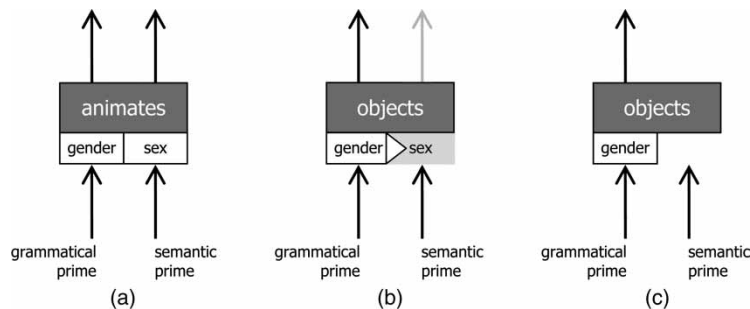 animates
gender sex
grammatical prime
semantic prime
(a)
objects
gender sex
grammatical prime
semantic prime
(b)
objects
gender
grammatical prime
semantic prime
(c)